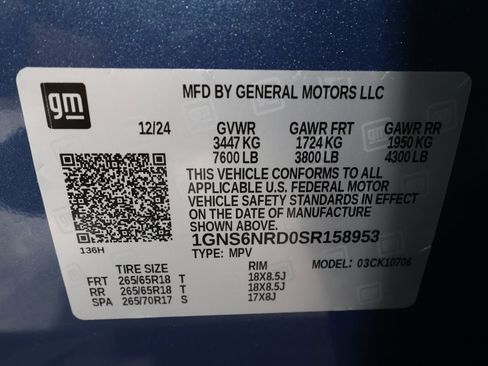 gm
MFD BY GENERAL MOTORS LLC
12/24 GVWR GAWR FRT GAWR RR
3447 KG 1724 KG 1950 KG
7600 LB 3800 LB 4300 LB
THIS VEHICLE CONFORMS TO ALL
APPLICABLE U.S. FEDERAL MOTOR
VEHICLE SAFETY STANDARDS IN EFFECT
ON THE DATE OF MANUFACTURE
SHOWN ABOVE.
1GNS6NRD0SR158953
136H
TYPE: MPV MODEL: 03CK10706
TIRE SIZE RIM
FRT 265/65R18 T 18X8.5J
RR 265/65R18 T 18X8.5J
SPA 265/70R17 S 17X8J